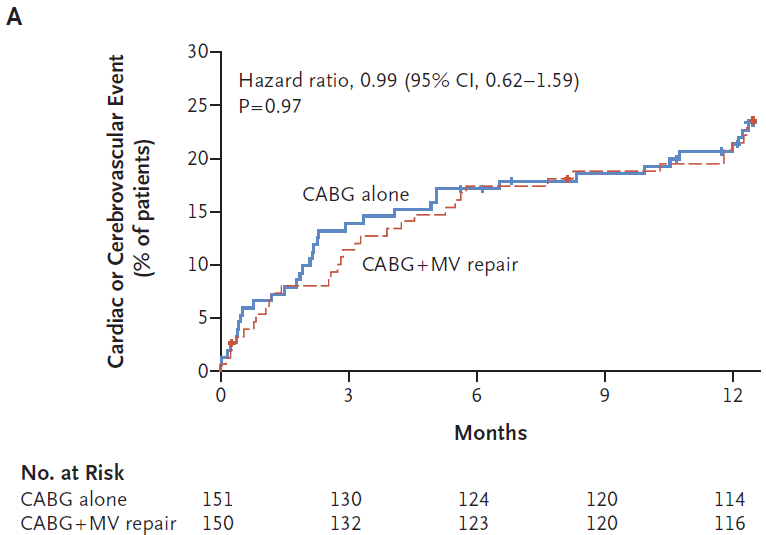 A
Cardiac or Cerebrovascular Event
(% of patients)
30
25
20
15
10
5
0
Hazard ratio, 0.99 (95% CI, 0.62–1.59)
P=0.97
CABG alone
CABG+MV repair
0 3 6 9 12
Months
No. at Risk
CABG alone 151 130 124 120 114
CABG+MV repair 150 132 123 120 116